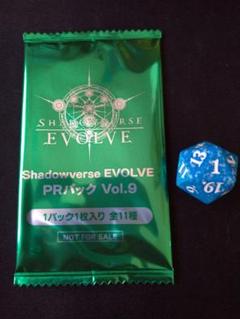 SHADOWVERSE
EVOLVE
Shadowverse EVOLVE
PRパック Vol.9
1パック1枚入り 全11種
NOT FOR SALE
13
1
19